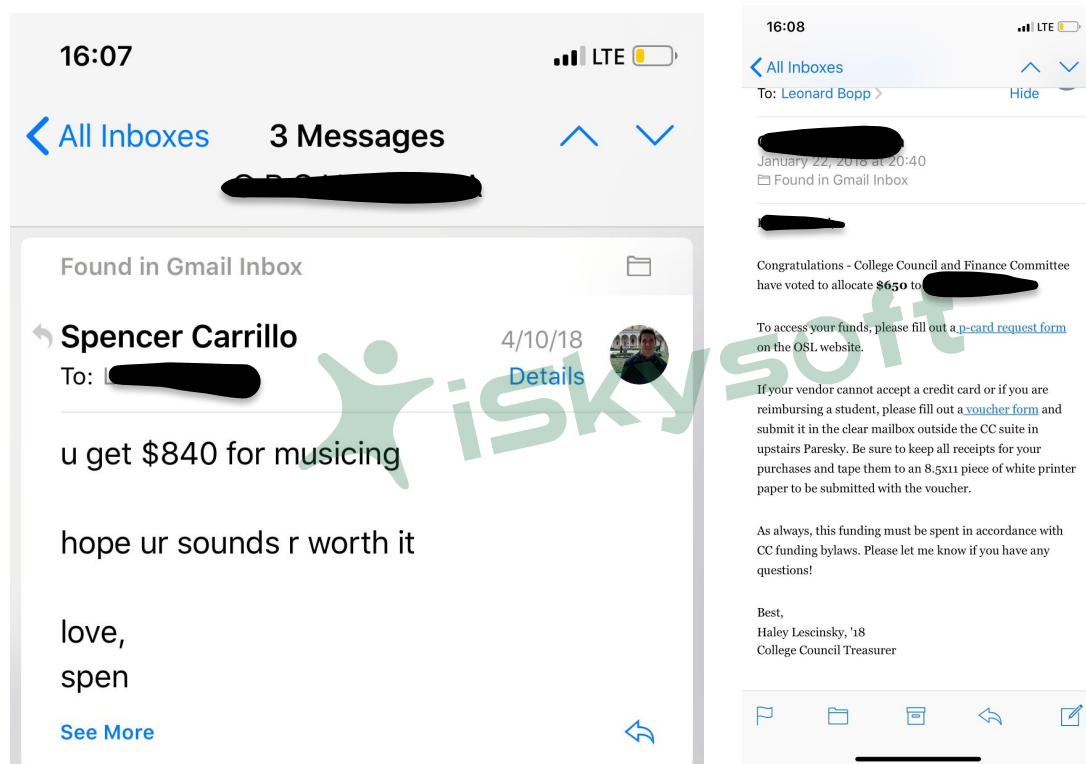 16:07
LTE
All Inboxes
3 Messages
Found in Gmail Inbox
Spencer Carrillo
4/10/18
To:
Details
u get $840 for musicing
hope ur sounds r worth it
love,
spen
See More
16:08
LTE
All Inboxes
To: Leonard Bopp
Hide
January 22, 2018 at 20:40
Found in Gmail Inbox
Congratulations - College Council and Finance Committee
have voted to allocate $650 to
To access your funds, please fill out a p-card request form
on the OSL website.
If your vendor cannot accept a credit card or if you are
reimbursing a student, please fill out a voucher form and
submit it in the clear mailbox outside the CC suite in
upstairs Paresky. Be sure to keep all receipts for your
purchases and tape them to an 8.5x11 piece of white printer
paper to be submitted with the voucher.
As always, this funding must be spent in accordance with
CC funding bylaws. Please let me know if you have any
questions!
Best,
Haley Lescinsky, '18
College Council Treasurer
iSkysoft